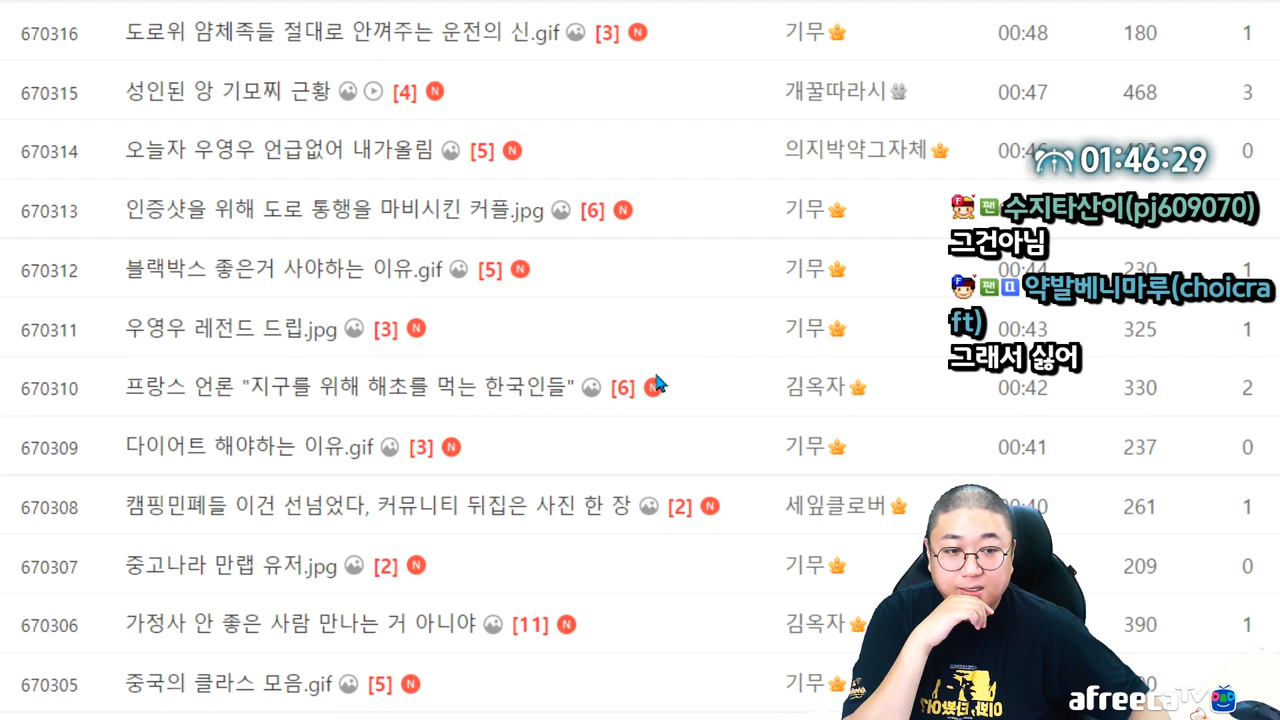 670316 도로위 얌체족들 절대로 안껴주는 운전의 신.gif [3] N 기무 00:48 180 1
670315 성인된 앙 기모찌 근황 [4] N 개꿀따라시 00:47 468 3
670314 오늘자 우영우 언급없어 내가올림 [5] N 의지박약그자체 0
01:46:29
670313 인증샷을 위해 도로 통행을 마비시킨 커플.jpg [6] N 기무
팬 수지타산이(pj609070)
그건아님
670312 블랙박스 좋은거 사야하는 이유.gif [5] N 기무 00:44 230 1
팬 약발베니마루(choicra
ft)
그래서 싫어
670311 우영우 레전드 드립.jpg [3] N 기무 00:43 325 1
670310 프랑스 언론 "지구를 위해 해초를 먹는 한국인들" [6] N 김옥자 00:42 330 2
670309 다이어트 해야하는 이유.gif [3] N 기무 00:41 237 0
670308 캠핑민폐들 이건 선넘었다, 커뮤니티 뒤집은 사진 한 장 [2] N 세잎클로버 00:40 261 1
670307 중고나라 만랩 유저.jpg [2] N 기무 209 0
670306 가정사 안 좋은 사람 만나는 거 아니야 [11] N 김옥자 390 1
670305 중국의 클라스 모음.gif [5] N 기무
afreecaTV